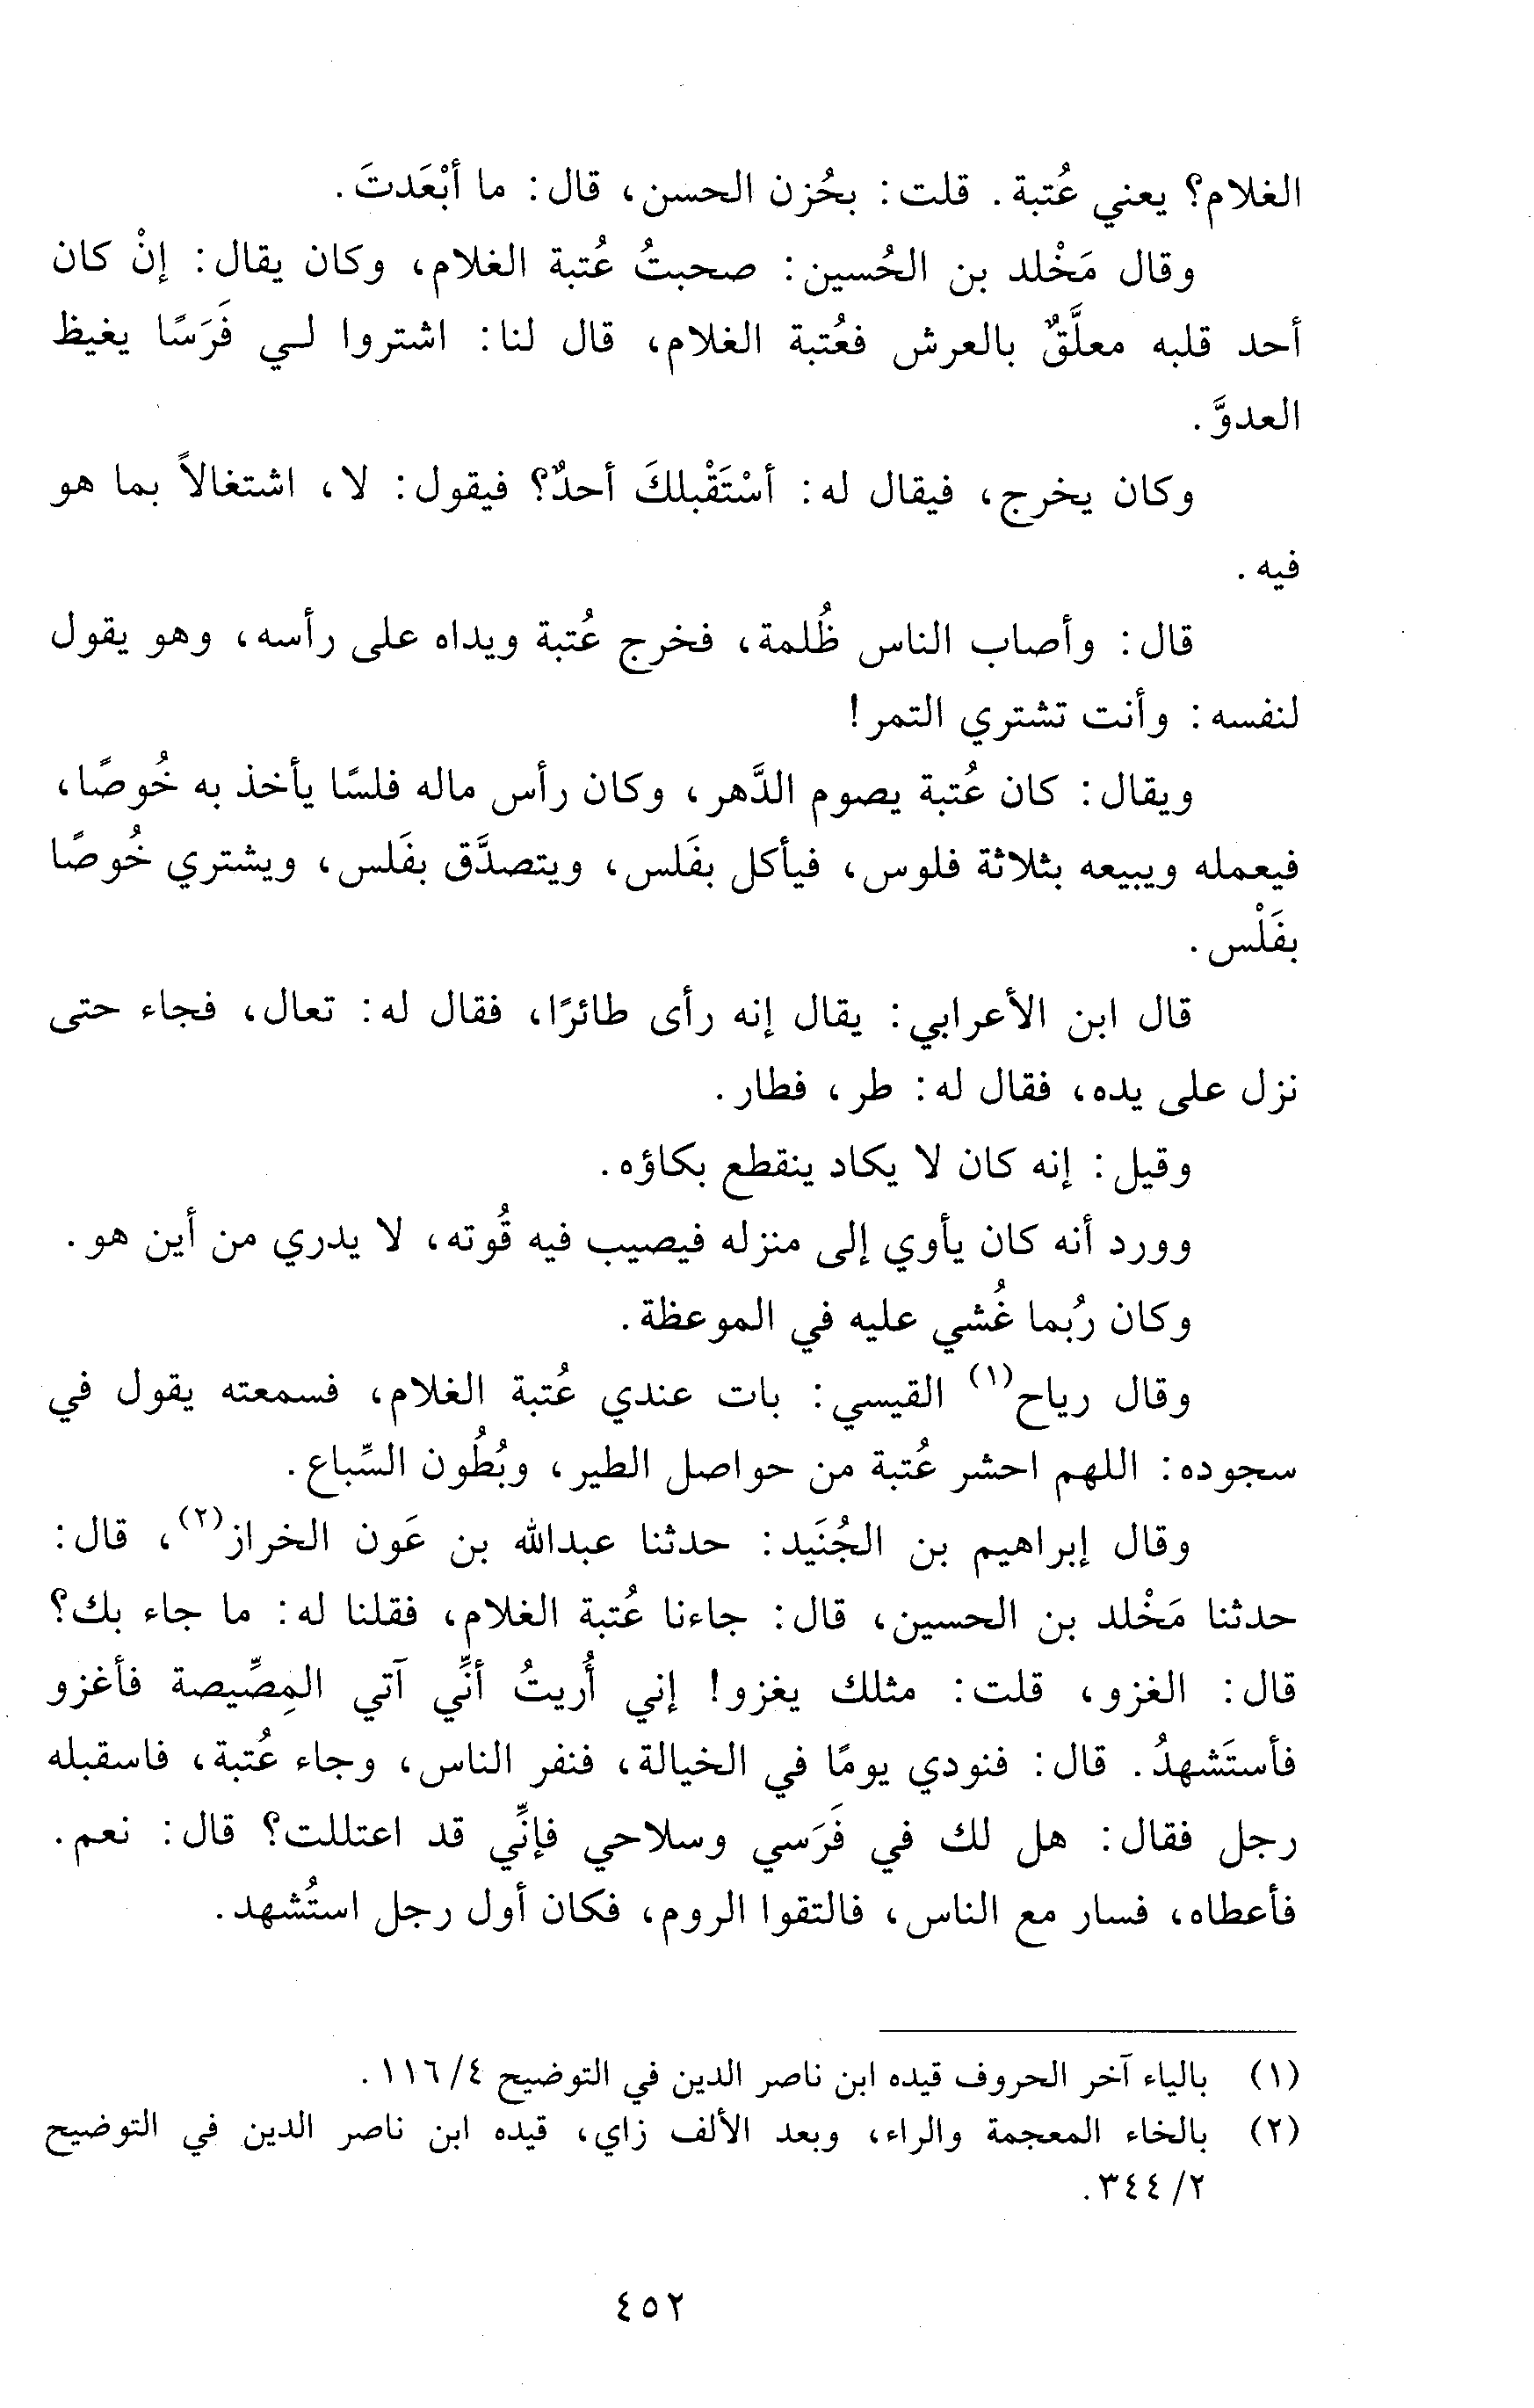 الغلام؟ يعني عُتبة. قلت: بحُزن الحسن، قال: ما أبْعَدتَ.
وقال مَخْلد بن الحُسين: صحبتُ عُتبة الغلام، وكان يقال: إنْ كان
أحد قلبه معلَّقٌ بالعرش فعُتبة الغلام، قال لنا: اشتروا لي فَرَسًا يغيظ
العدوَّ.
وكان يخرج، فيقال له: أسْتَقْبلكَ أحدٌ؟ فيقول: لا، اشتغالاً بما هو
فيه.
قال: وأصاب الناس ظُلمة، فخرج عُتبة ويداه على رأسه، وهو يقول
لنفسه: وأنت تشتري التمر!
ويقال: كان عُتبة يصوم الدَّهر، وكان رأس ماله فلسًا يأخذ به خُوصًا،
فيعمله ويبيعه بثلاثة فلوس، فيأكل بفَلس، ويتصدَّق بفَلس، ويشتري خُوصًا
بفَلْس.
قال ابن الأعرابي: يقال إنه رأى طائرًا، فقال له: تعال، فجاء حتى
نزل على يده، فقال له: طر، فطار.
وقيل: إنه كان لا يكاد ينقطع بكاؤه.
وورد أنه كان يأوي إلى منزله فيصيب فيه قُوته، لا يدري من أين هو.
وكان رُبما غُشي عليه في الموعظة.
وقال رياح(١) القيسي: بات عندي عُتبة الغلام، فسمعته يقول في
سجوده: اللهم احشر عُتبة من حواصل الطير، وبُطُون السِّباع.
وقال إبراهيم بن الجُنَيد: حدثنا عبدالله بن عَون الخراز(٢)، قال:
حدثنا مَخْلد بن الحسين، قال: جاءنا عُتبة الغلام، فقلنا له: ما جاء بك؟
قال: الغزو، قلت: مثلك يغزو! إني أُريتُ أنِّي آتي المِصِّيصة فأغزو
فأستَشهدُ. قال: فنودي يومًا في الخيالة، فنفر الناس، وجاء عُتبة، فاسقبله
رجل فقال: هل لك في فَرَسي وسلاحي فإنِّي قد اعتللت؟ قال: نعم.
فأعطاه، فسار مع الناس، فالتقوا الروم، فكان أول رجل استُشهد.
(١) بالياء آخر الحروف قيده ابن ناصر الدين في التوضيح ٤/ ١١٦.
(٢) بالخاء المعجمة والراء، وبعد الألف زاي، قيده ابن ناصر الدين في التوضيح
٢/ ٣٤٤.
٤٥٢